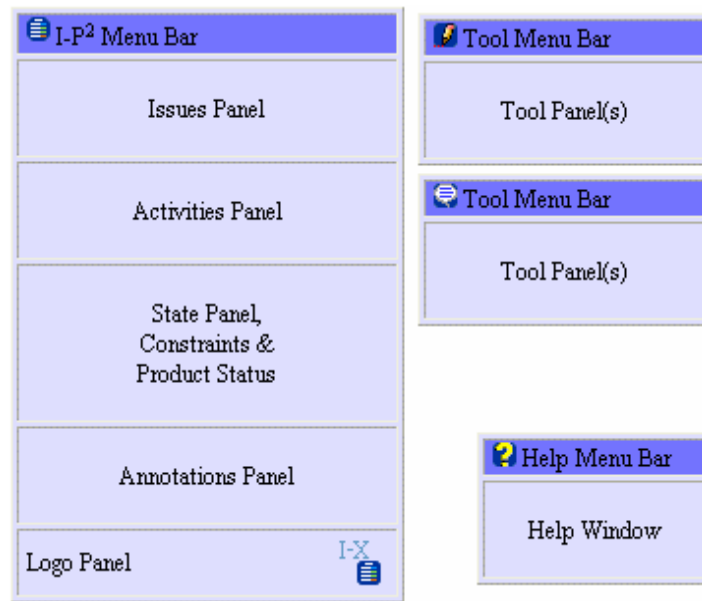 I-P² Menu Bar
Issues Panel
Activities Panel
State Panel,
Constraints &
Product Status
Annotations Panel
Logo Panel
I-X
Tool Menu Bar
Tool Panel(s)
Tool Menu Bar
Tool Panel(s)
Help Menu Bar
Help Window